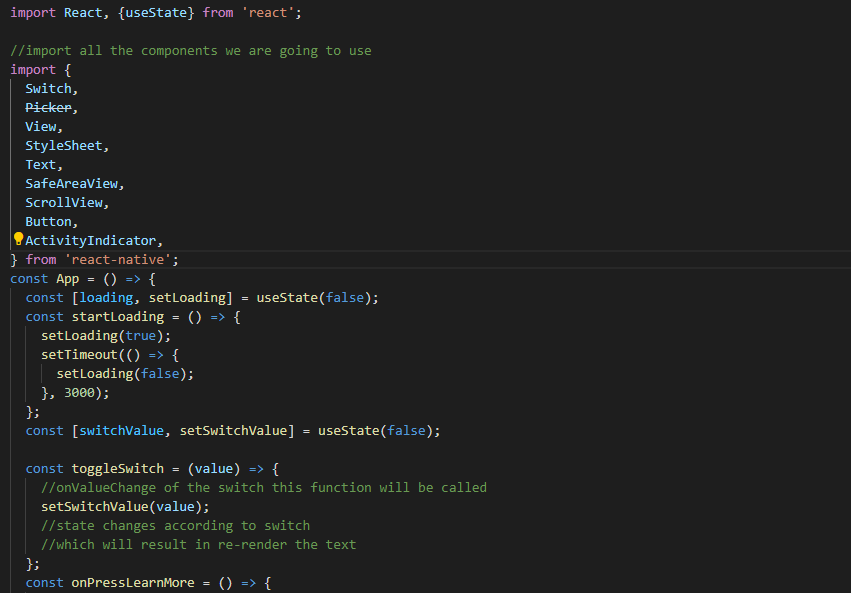 import React, {useState} from 'react';
//import all the components we are going to use
import {
  Switch,
  Picker,
  View,
  StyleSheet,
  Text,
  SafeAreaView,
  ScrollView,
  Button,
  ActivityIndicator,
} from 'react-native';
const App = () => {
  const [loading, setLoading] = useState(false);
  const startLoading = () => {
    setLoading(true);
    setTimeout(() => {
      setLoading(false);
    }, 3000);
  };
  const [switchValue, setSwitchValue] = useState(false);
  const toggleSwitch = (value) => {
    //onValueChange of the switch this function will be called
    setSwitchValue(value);
    //state changes according to switch
    //which will result in re-render the text
  };
  const onPressLearnMore = () => {